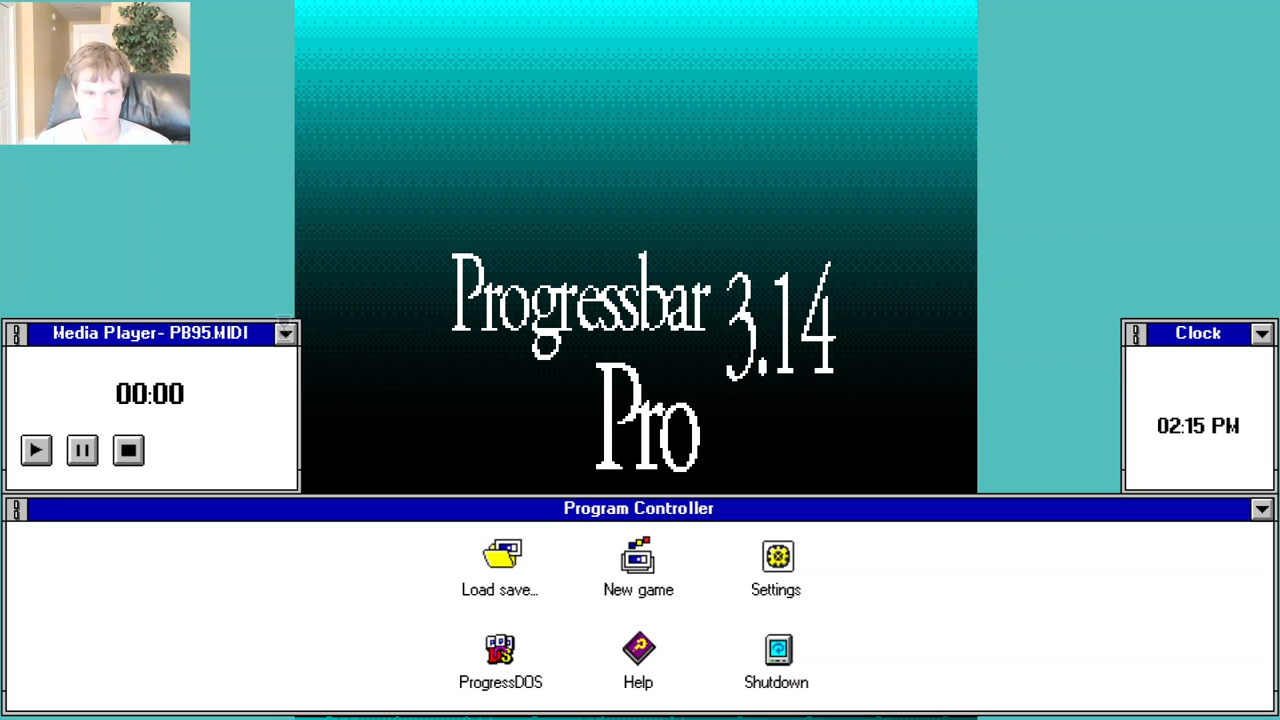 Progressbar 3.14
Pro
Media Player- PB95.MIDI
00:00
Clock
02:15 PM
Program Controller
Load save...
New game
Settings
ProgressDOS
Help
Shutdown